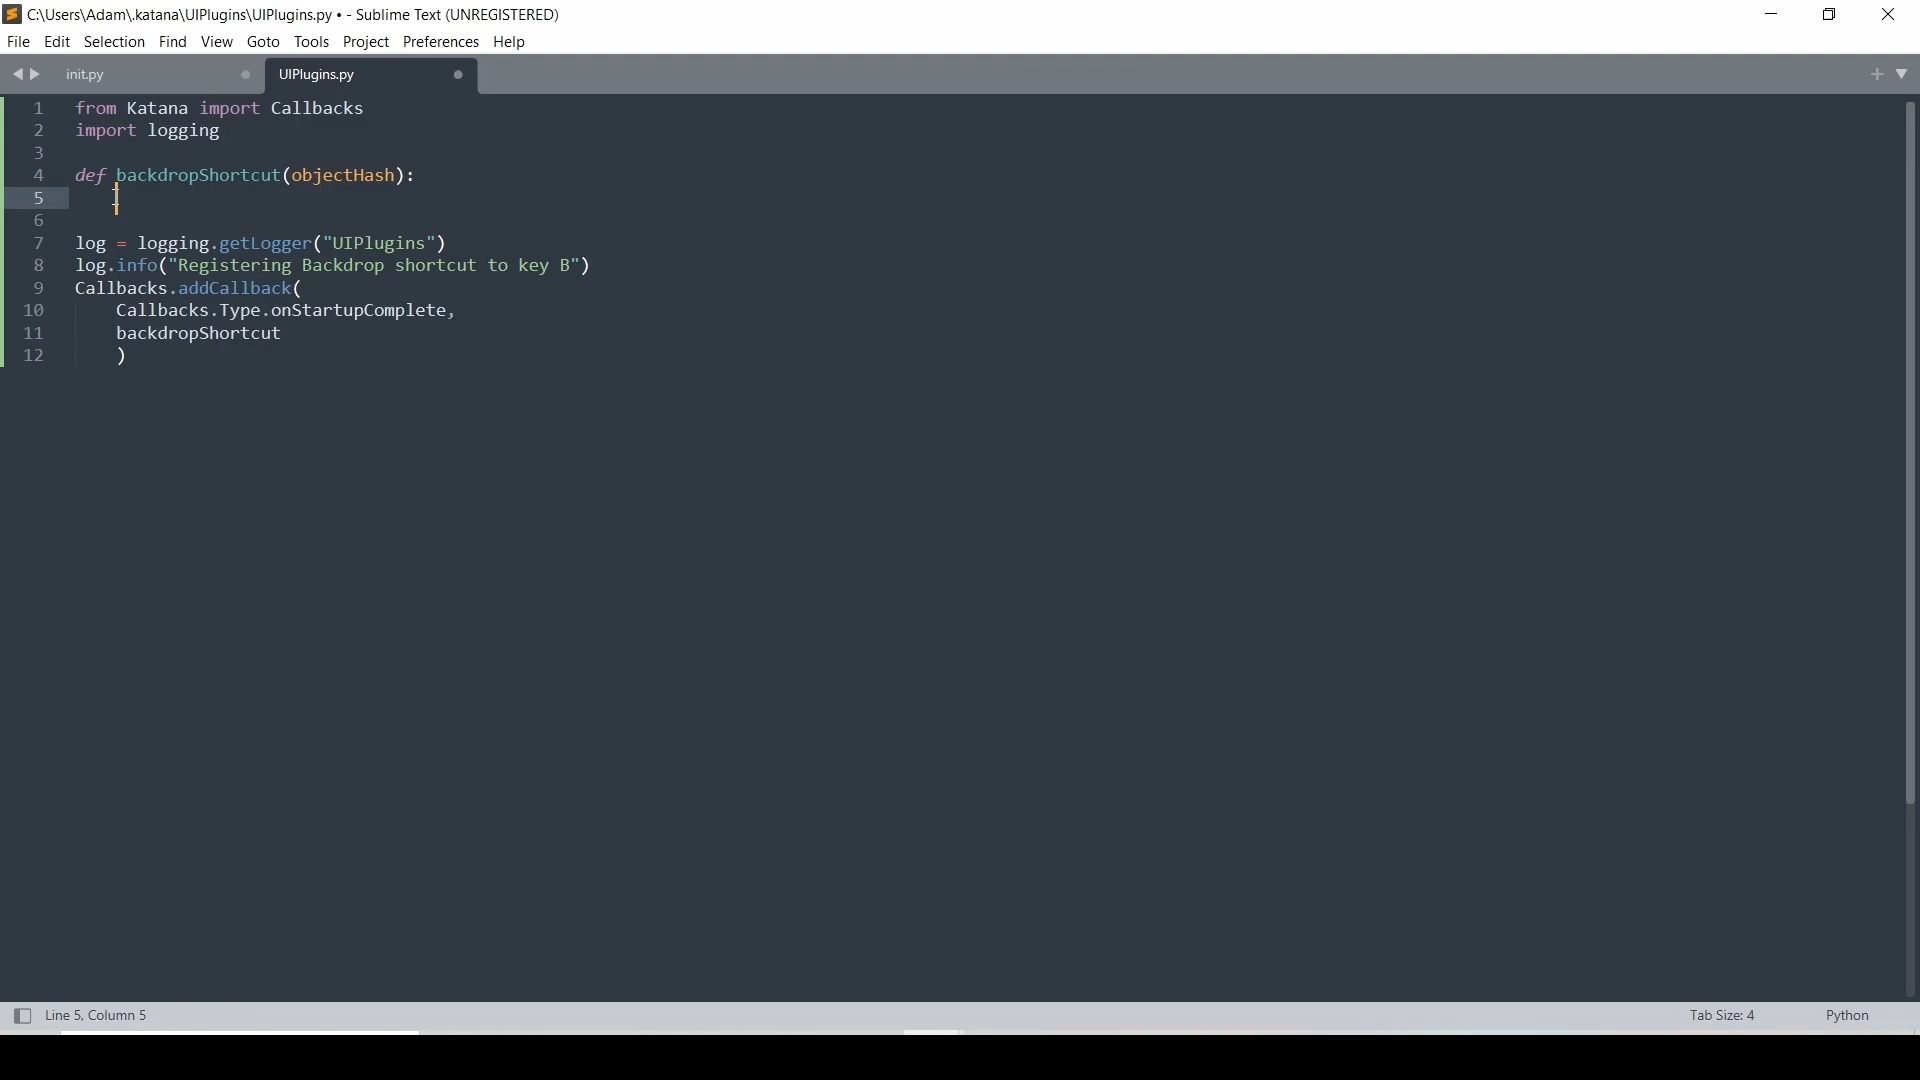 C:\Users\Adam\.katana\UIPlugins\UIPlugins.py • - Sublime Text (UNREGISTERED)
File Edit Selection Find View Goto Tools Project Preferences Help
init.py UIPlugins.py
1 from Katana import Callbacks
2 import logging
3
4 def backdropShortcut(objectHash):
5
6
7 log = logging.getLogger("UIPlugins")
8 log.info("Registering Backdrop shortcut to key B")
9 Callbacks.addCallback(
10 Callbacks.Type.onStartupComplete,
11 backdropShortcut
12 )
Line 5, Column 5 Tab Size: 4 Python